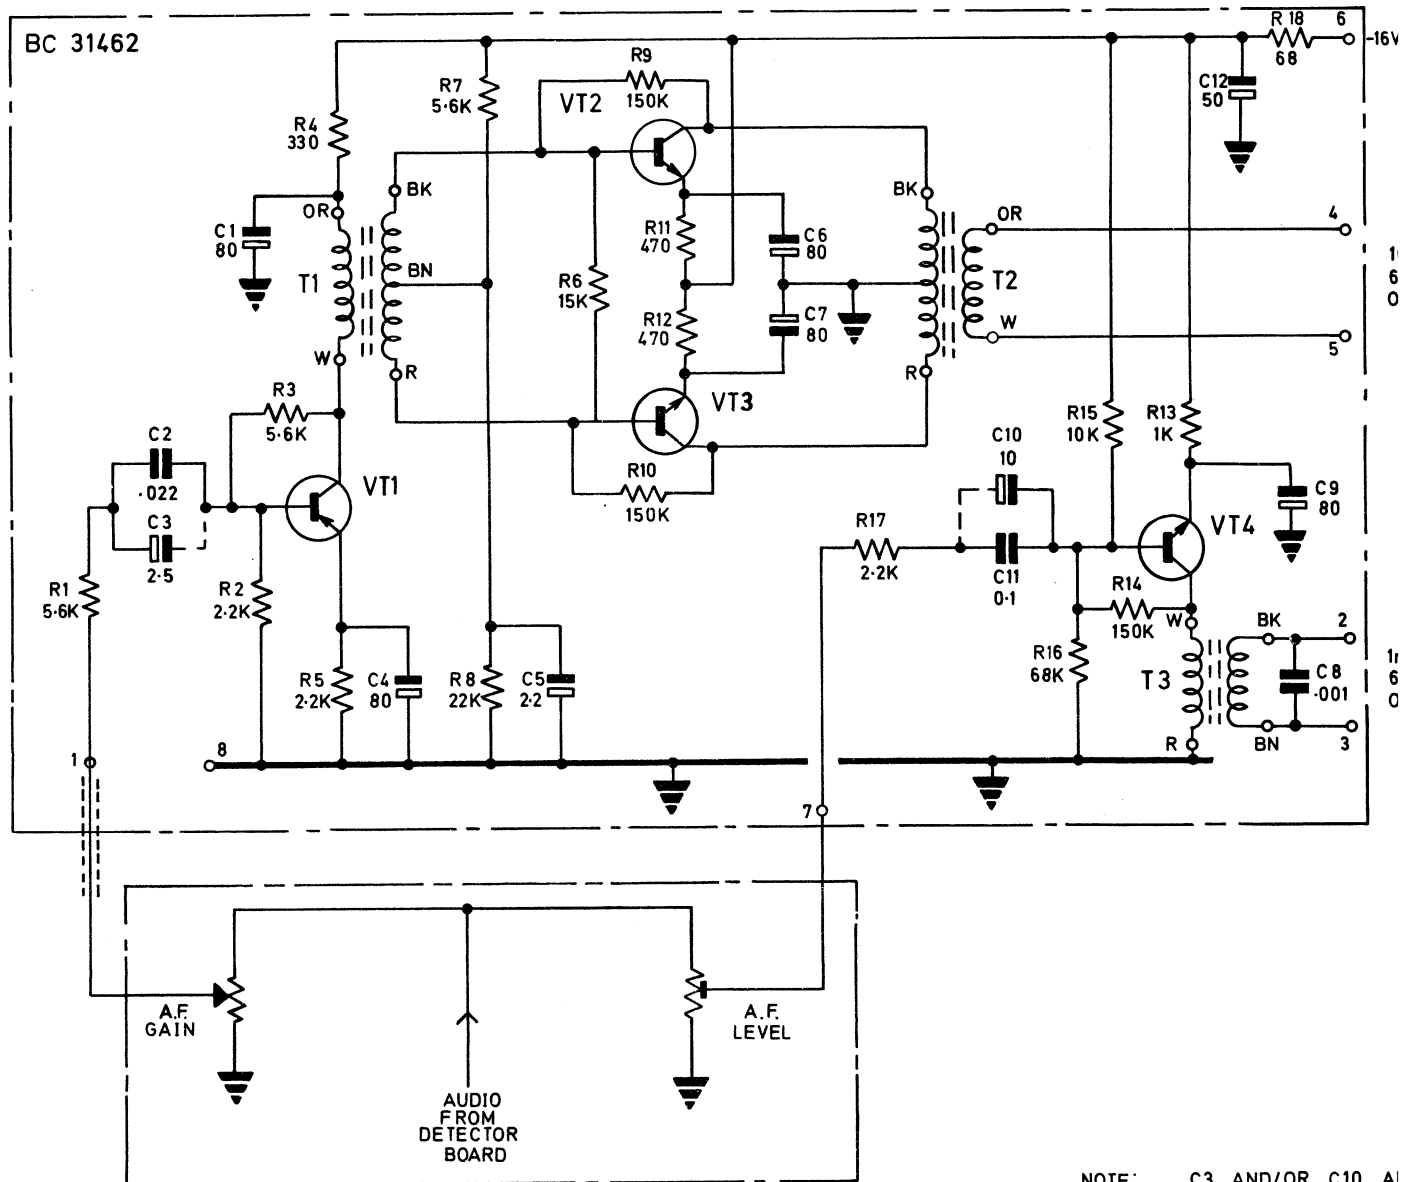 BC 31462
R 18
68
6
-16V
C12
50
R7
5·6K
R9
150K
VT2
R4
330
BK
OR
C1
80
T1
BN
R11
470
C6
80
BK
OR
4
R6
15K
T2
R12
470
C7
80
W
5
W
R
R
VT3
R3
5.6K
C2
·022
VT1
C3
2·5
R10
150K
C10
10
R15
10K
R13
1K
C9
80
R17
2·2K
C11
0·1
VT4
R1
5·6K
R2
2·2K
R14
150K
W
BK
2
R16
68K
T3
C8
·001
R5
2·2K
C4
80
R8
22K
C5
2·2
R
BN
3
1
8
7
A.F.
GAIN
A.F.
LEVEL
AUDIO
FROM
DETECTOR
BOARD
NOTE: C3 AND/OR C10